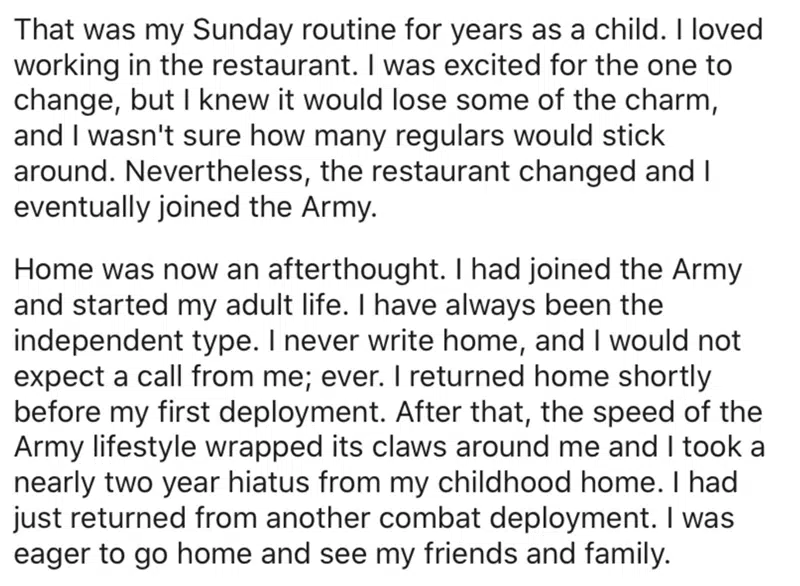 That was my Sunday routine for years as a child. I loved
working in the restaurant. I was excited for the one to
change, but I knew it would lose some of the charm,
and I wasn't sure how many regulars would stick
around. Nevertheless, the restaurant changed and I
eventually joined the Army.
Home was now an afterthought. I had joined the Army
and started my adult life. I have always been the
independent type. I never write home, and I would not
expect a call from me; ever. I returned home shortly
before my first deployment. After that, the speed of the
Army lifestyle wrapped its claws around me and I took a
nearly two year hiatus from my childhood home. I had
just returned from another combat deployment. I was
eager to go home and see my friends and family.